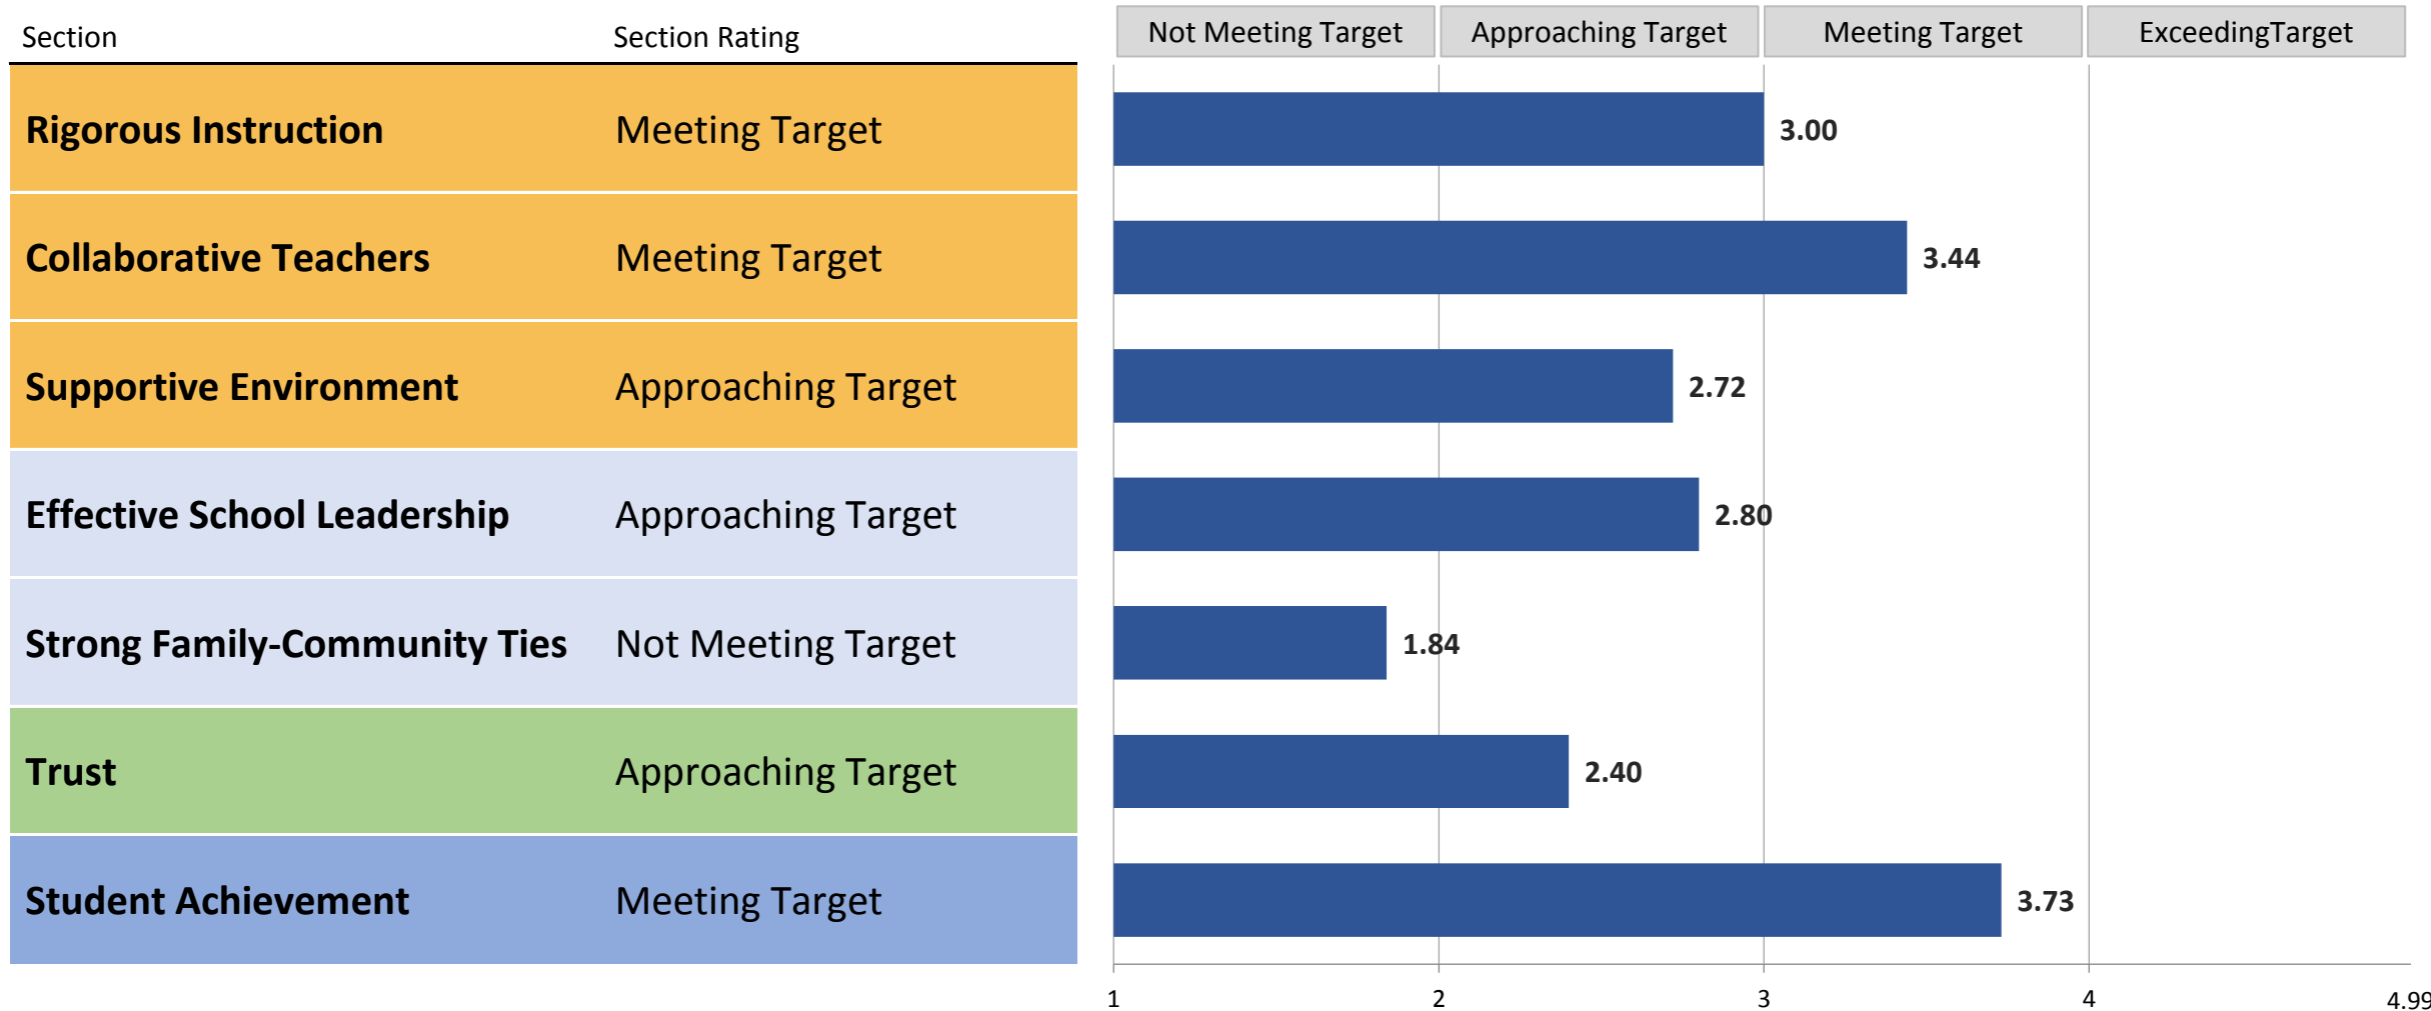 Section Section Rating Not Meeting Target Approaching Target Meeting Target ExceedingTarget
Rigorous Instruction Meeting Target 3.00
Collaborative Teachers Meeting Target 3.44
Supportive Environment Approaching Target 2.72
Effective School Leadership Approaching Target 2.80
Strong Family-Community Ties Not Meeting Target 1.84
Trust Approaching Target 2.40
Student Achievement Meeting Target 3.73
1 2 3 4 4.99